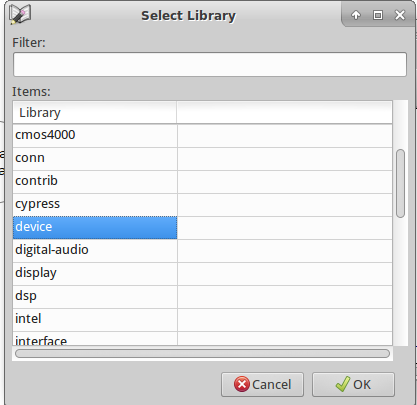 Select Library
Filter:
Items:
Library
cmos4000
conn
contrib
cypress
device
digital-audio
display
dsp
intel
interface
Cancel
OK